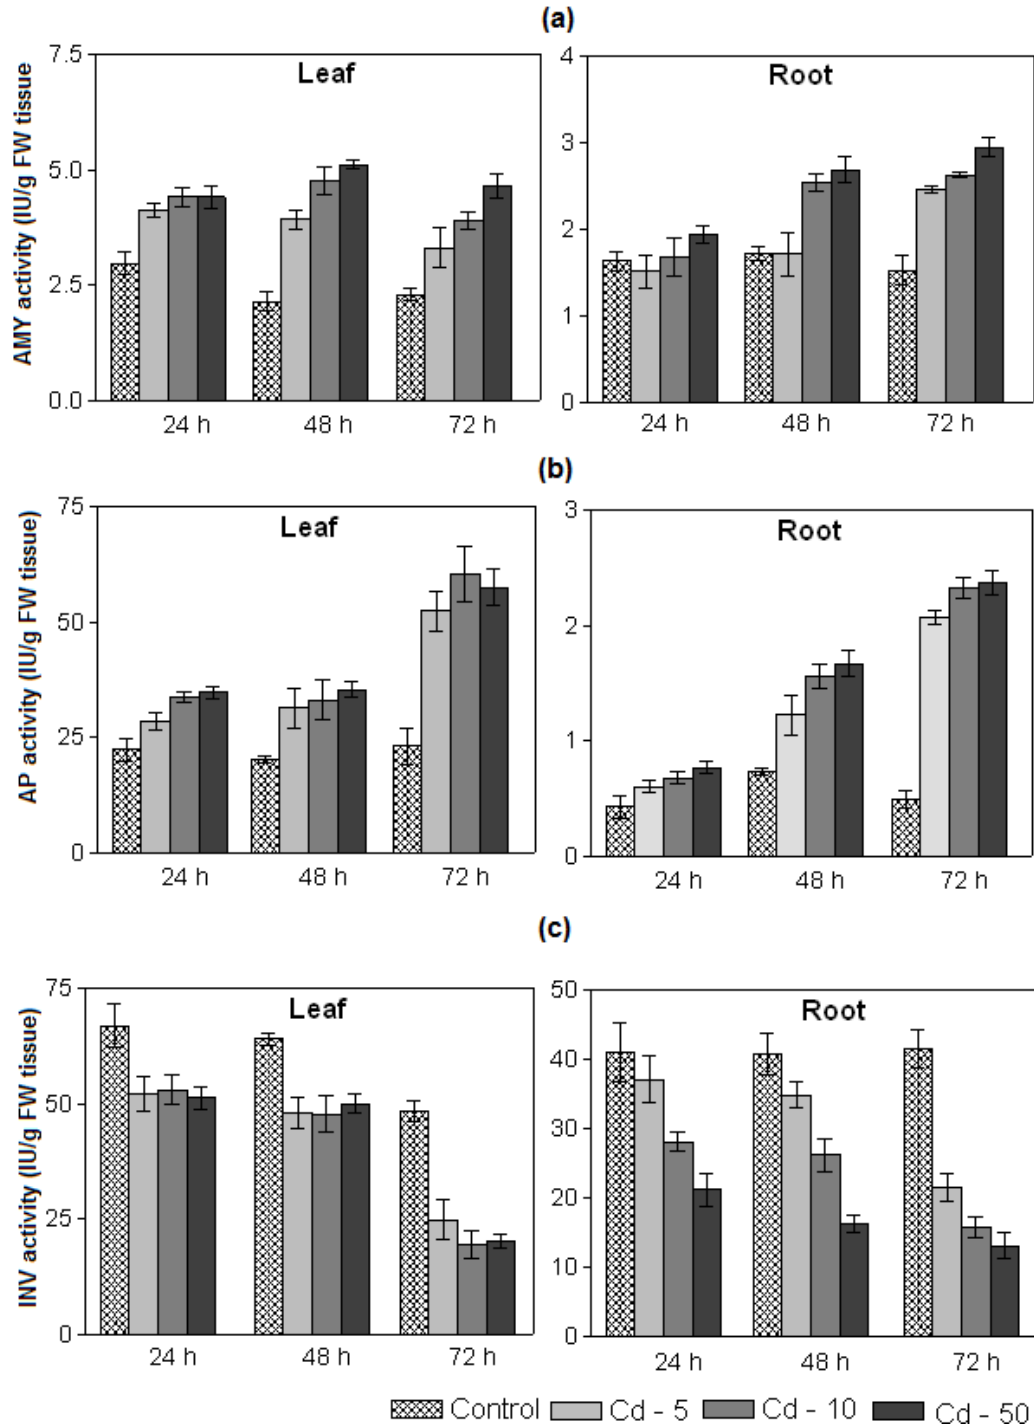 (a)
AMY activity (IU/g FW tissue
7.5
5.0
2.5
0.0
Leaf
24 h 48 h 72 h
4
3
2
1
0
Root
24 h 48 h 72 h
(b)
AP activity (IU/g FW tissue)
75
50
25
0
Leaf
24 h 48 h 72 h
3
2
1
0
Root
24 h 48 h 72 h
(c)
INV activity (IU/g FW tissue)
75
50
25
0
Leaf
24 h 48 h 72 h
50
40
30
20
10
0
Root
24 h 48 h 72 h
Control Cd - 5 Cd - 10 Cd - 50